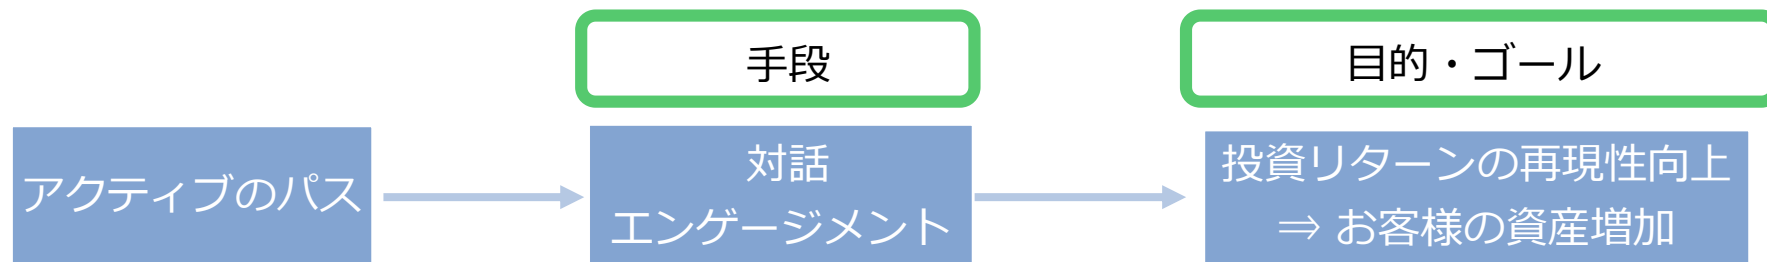 手段
目的・ゴール
アクティブのパス
対話
エンゲージメント
投資リターンの再現性向上
⇒ お客様の資産増加